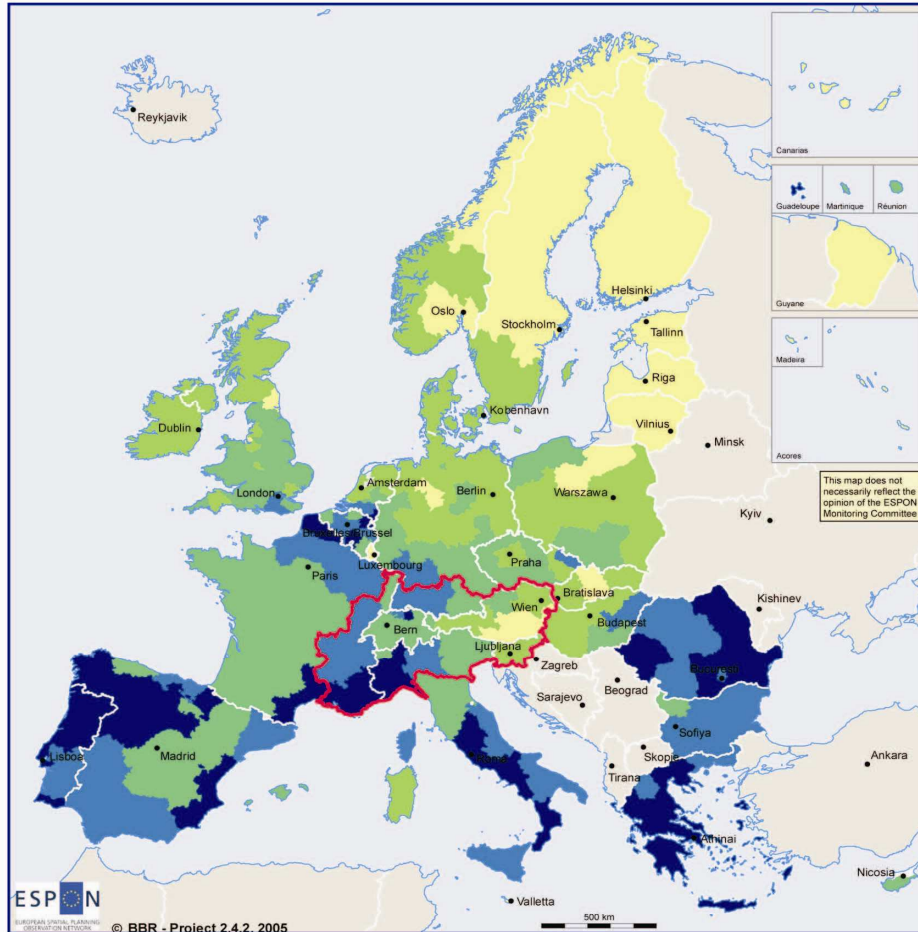 Reykjavik
Canarias
Guadeloupe
Martinique
Réunion
Guyane
Madeira
Acores
This map does not
necessarily reflect the
opinion of the ESPON
Monitoring Committee
Helsinki
Oslo
Stockholm
Tallinn
Riga
Kobenhavn
Vilnius
Dublin
Minsk
Amsterdam
London
Berlin
Warszawa
Kyiv
Bruxelles/Brussel
Luxembourg
Praha
Paris
Bratislava
Wien
Kishinev
Budapest
Bern
Ljubljana
Zagreb
Bucuresti
Beograd
Sarajevo
Sofiya
Madrid
Lisboa
Roma
Skopje
Tirana
Ankara
Athinai
Nicosia
Valletta
ESPON
EUROPEAN SPATIAL PLANNING
OBSERVATION NETWORK
© BBR - Project 2.4.2, 2005
500 km